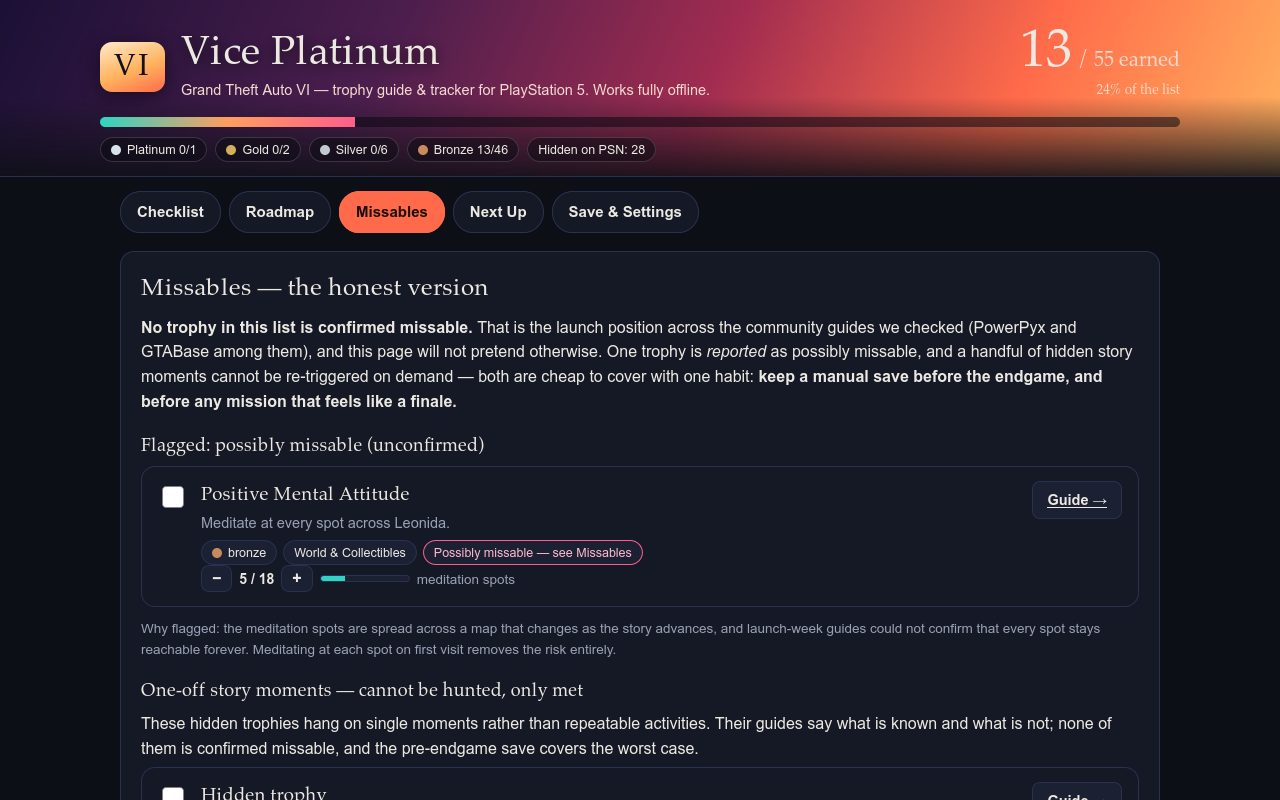 VI
Vice Platinum
Grand Theft Auto VI — trophy guide & tracker for PlayStation 5. Works fully offline.
13 / 55 earned
24% of the list
Platinum 0/1
Gold 0/2
Silver 0/6
Bronze 13/46
Hidden on PSN: 28
Checklist
Roadmap
Missables
Next Up
Save & Settings
Missables — the honest version
No trophy in this list is confirmed missable. That is the launch position across the community guides we checked (PowerPyx and
GTABase among them), and this page will not pretend otherwise. One trophy is reported as possibly missable, and a handful of hidden story
moments cannot be re-triggered on demand — both are cheap to cover with one habit: keep a manual save before the endgame, and
before any mission that feels like a finale.
Flagged: possibly missable (unconfirmed)
Positive Mental Attitude
Guide →
Meditate at every spot across Leonida.
bronze
World & Collectibles
Possibly missable — see Missables
− 5 / 18 + meditation spots
Why flagged: the meditation spots are spread across a map that changes as the story advances, and launch-week guides could not confirm that every spot stays
reachable forever. Meditating at each spot on first visit removes the risk entirely.
One-off story moments — cannot be hunted, only met
These hidden trophies hang on single moments rather than repeatable activities. Their guides say what is known and what is not; none of
them is confirmed missable, and the pre-endgame save covers the worst case.
Hidden trophy
Guide →